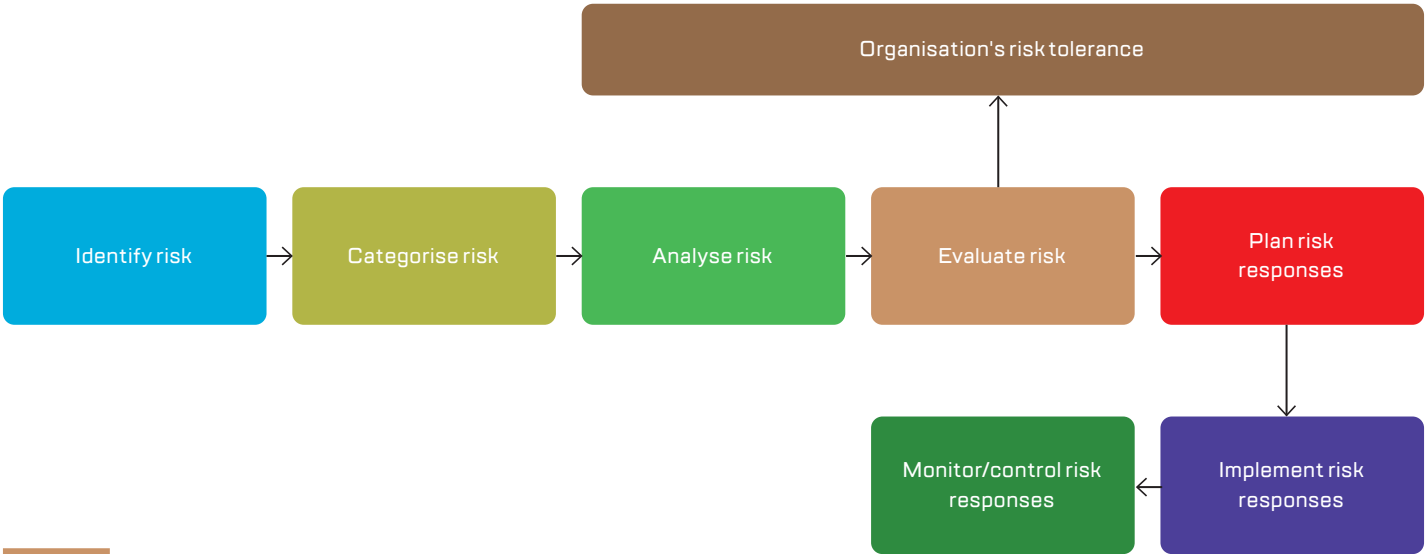 Organisation's risk tolerance
Identify risk
Categorise risk
Analyse risk
Evaluate risk
Plan risk
responses
Monitor/control risk
responses
Implement risk
responses